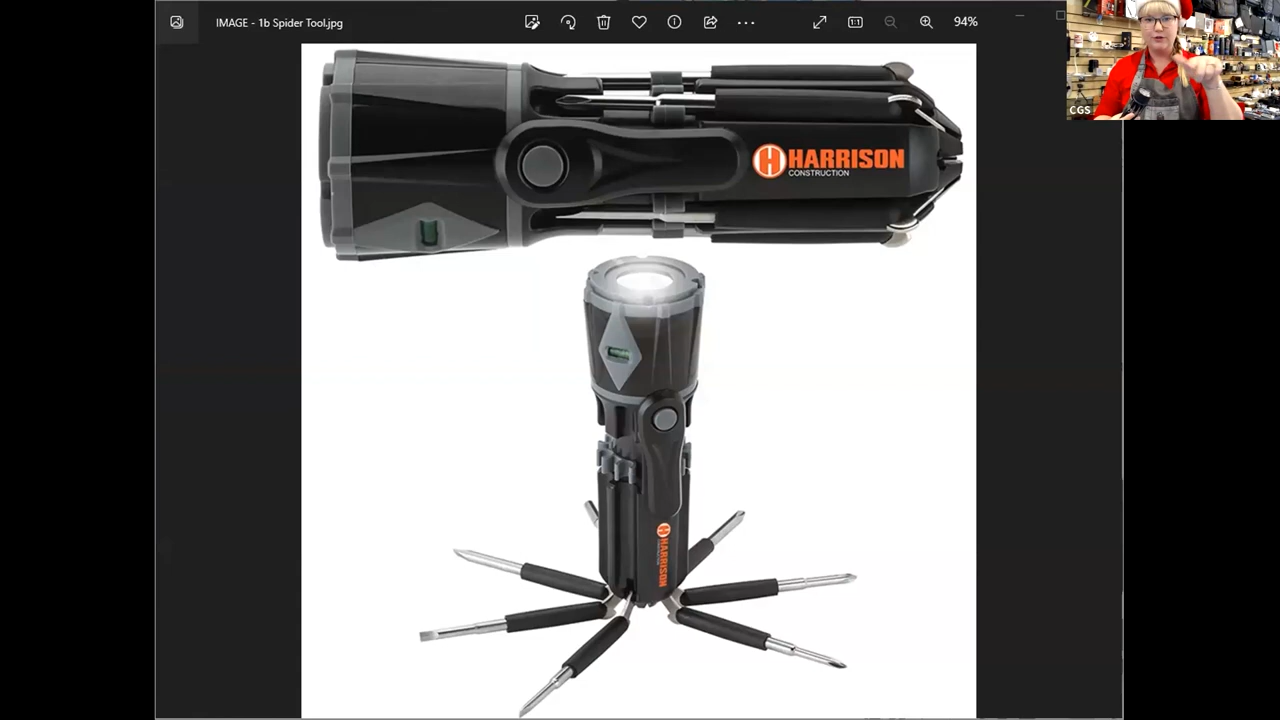 IMAGE - 1b Spider Tool.jpg
94%
CGS
H HARRISON
CONSTRUCTION
H HARRISON